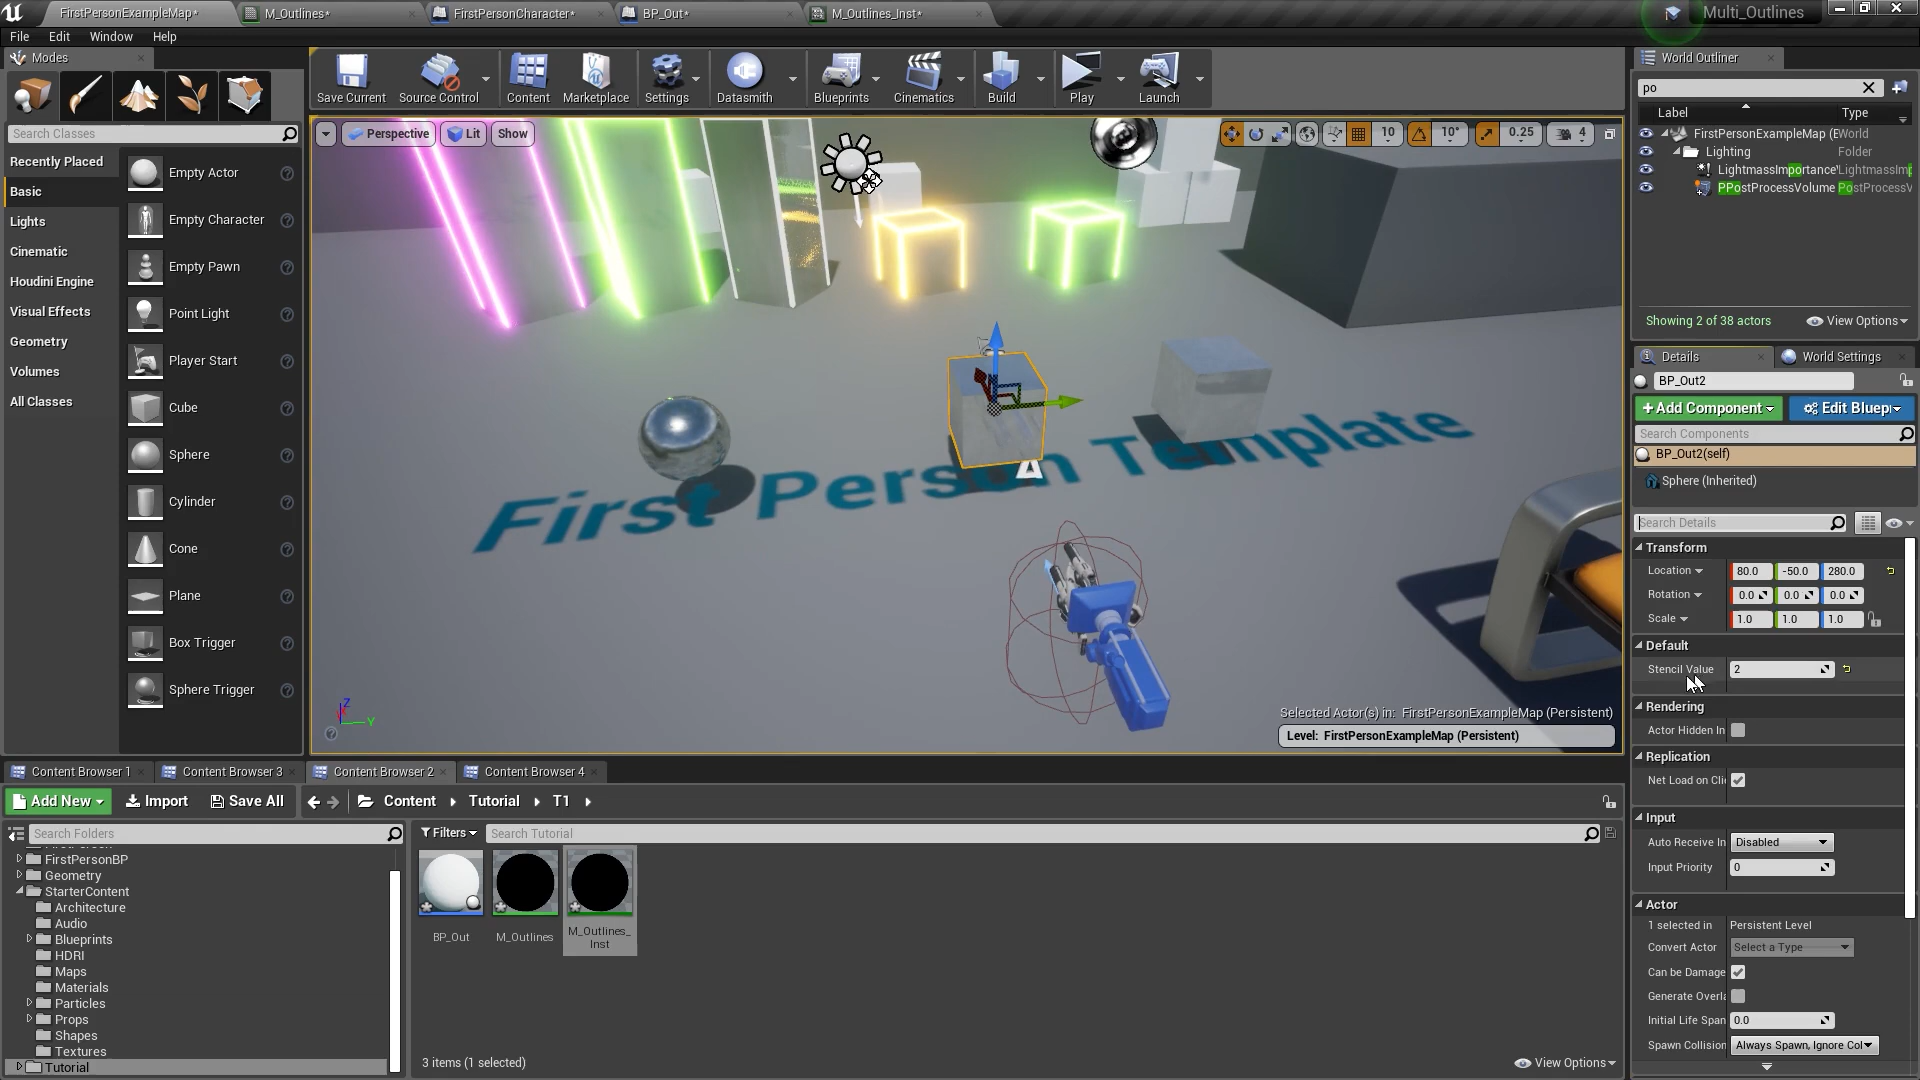 FirstPersonExampleMap*
M_Outlines*
FirstPersonCharacter*
BP_Out*
M_Outlines_Inst*
Multi_Outlines
File Edit Window Help
Modes
Save Current
Source Control
Content
Marketplace
Settings
Datasmith
Blueprints
Cinematics
Build
Play
Launch
Search Classes
Recently Placed
Basic
Lights
Cinematic
Houdini Engine
Visual Effects
Geometry
Volumes
All Classes
Empty Actor
Empty Character
Empty Pawn
Point Light
Player Start
Cube
Sphere
Cylinder
Cone
Plane
Box Trigger
Sphere Trigger
Perspective
Lit
Show
10
10°
0.25
4
First Person Template
Z
X
Y
Selected Actor(s) in: FirstPersonExampleMap (Persistent)
Level: FirstPersonExampleMap (Persistent)
World Outliner
po
Label Type
FirstPersonExampleMap (E World
Lighting Folder
LightmassImportance LightmassImp
PPostProcessVolume PostProcessV
Showing 2 of 38 actors
View Options
Details
World Settings
BP_Out2
Add Component
Edit Bluep
Search Components
BP_Out2(self)
Sphere (Inherited)
Search Details
Transform
Location 80.0 -50.0 280.0
Rotation 0.0 0.0 0.0
Scale 1.0 1.0 1.0
Default
Stencil Value 2
Rendering
Actor Hidden In
Replication
Net Load on Cli
Input
Auto Receive In Disabled
Input Priority 0
Actor
1 selected in Persistent Level
Convert Actor Select a Type
Can be Damage
Generate Overla
Initial Life Span 0.0
Spawn Collision Always Spawn, Ignore Col
Content Browser 1
Content Browser 3
Content Browser 2
Content Browser 4
Add New
Import
Save All
Content
Tutorial
T1
Search Folders
Filters
Search Tutorial
FirstPersonBP
Geometry
StarterContent
Architecture
Audio
Blueprints
HDRI
Maps
Materials
Particles
Props
Shapes
Textures
Tutorial
BP_Out
M_Outlines
M_Outlines_
Inst
3 items (1 selected)
View Options